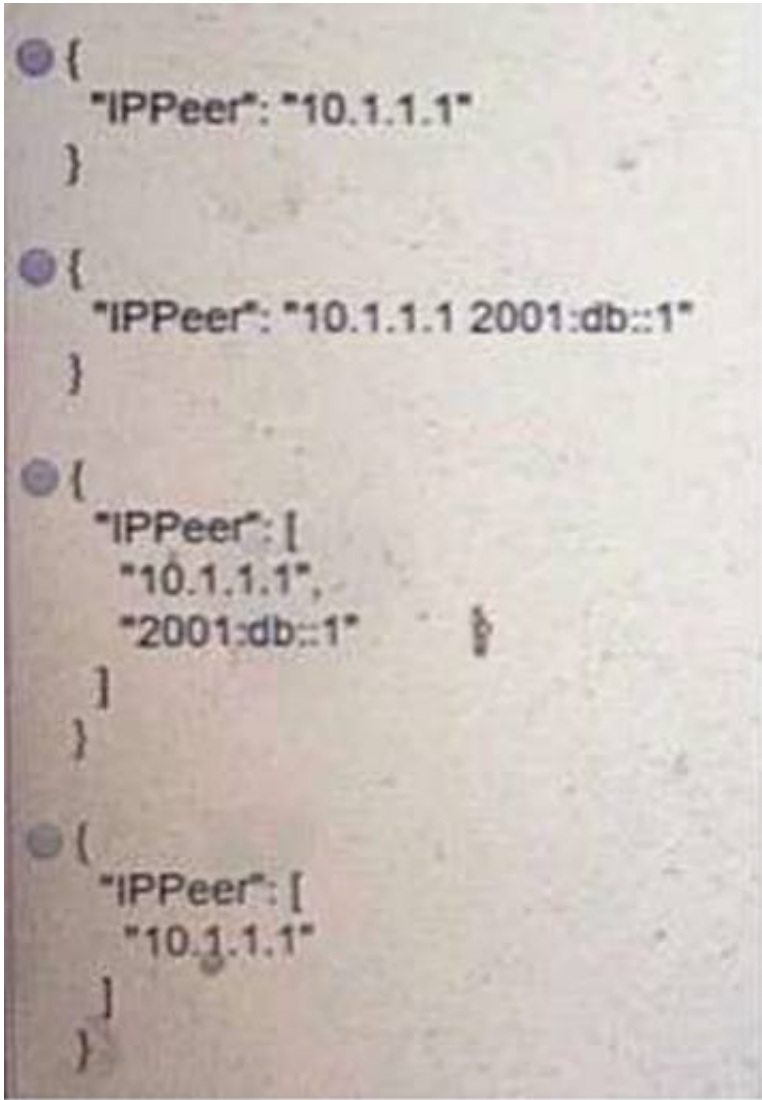 {
"IPPeer": "10.1.1.1"
}
{
"IPPeer": "10.1.1.1 2001:db::1"
}
{
"IPPeer": [
"10.1.1.1",
"2001:db::1"
]
}
{
"IPPeer": [
"10.1.1.1"
]
}